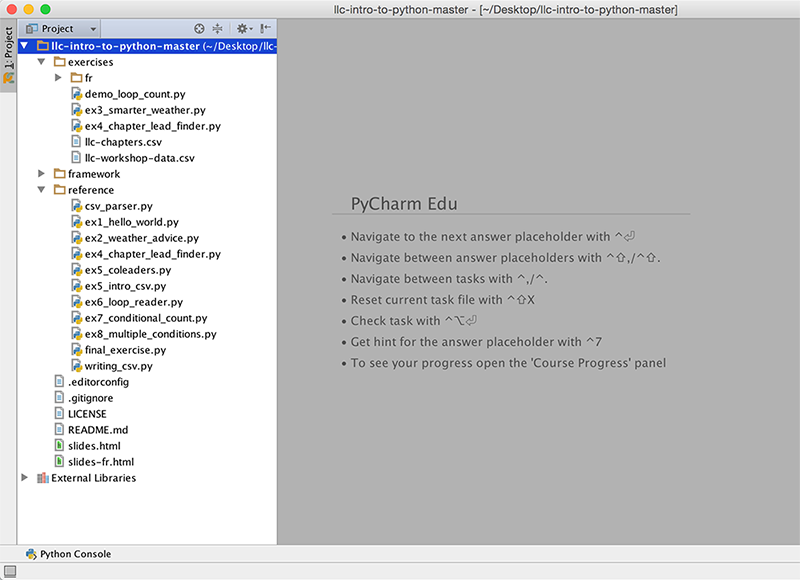 llc-intro-to-python-master - [~/Desktop/llc-intro-to-python-master]
1: Project
Project
llc-intro-to-python-master (~/Desktop/llc-
exercises
fr
demo_loop_count.py
ex3_smarter_weather.py
ex4_chapter_lead_finder.py
llc-chapters.csv
llc-workshop-data.csv
framework
reference
csv_parser.py
ex1_hello_world.py
ex2_weather_advice.py
ex4_chapter_lead_finder.py
ex5_coleaders.py
ex5_intro_csv.py
ex6_loop_reader.py
ex7_conditional_count.py
ex8_multiple_conditions.py
final_exercise.py
writing_csv.py
.editorconfig
.gitignore
LICENSE
README.md
slides.html
slides-fr.html
External Libraries
PyCharm Edu
• Navigate to the next answer placeholder with ^⏎
• Navigate between answer placeholders with ^⇧,/^⇧.
• Navigate between tasks with ^,/^.
• Reset current task file with ^⇧X
• Check task with ^⌥⏎
• Get hint for the answer placeholder with ^7
• To see your progress open the 'Course Progress' panel
Python Console